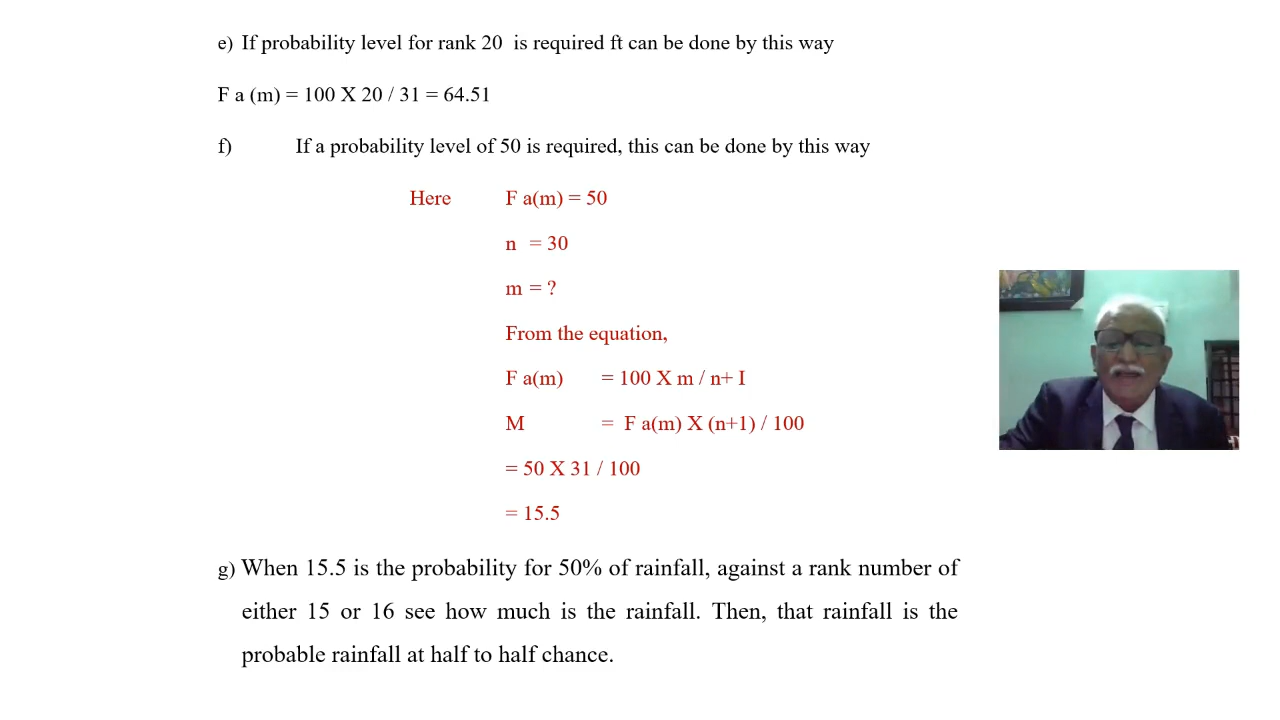 e) If probability level for rank 20 is required ft can be done by this way
F a (m) = 100 X 20 / 31 = 64.51
f) If a probability level of 50 is required, this can be done by this way
Here F a(m) = 50
n = 30
m = ?
From the equation,
F a(m) = 100 X m / n+ I
M = F a(m) X (n+1) / 100
= 50 X 31 / 100
= 15.5
g) When 15.5 is the probability for 50% of rainfall, against a rank number of
either 15 or 16 see how much is the rainfall. Then, that rainfall is the
probable rainfall at half to half chance.